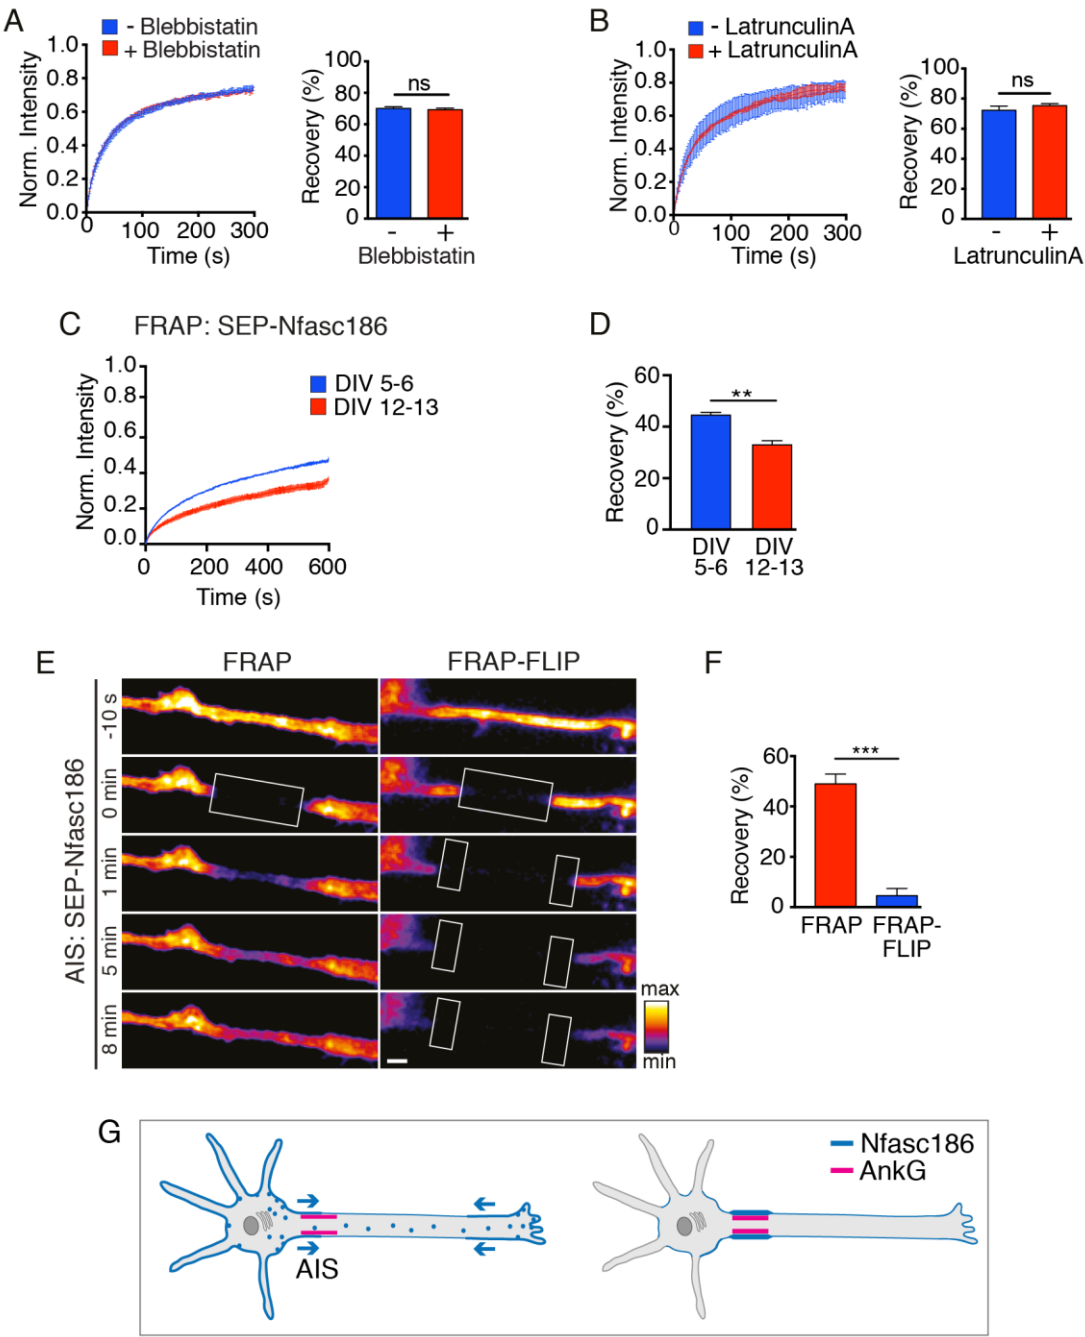 A
- Blebbistatin
+ Blebbistatin
Norm. Intensity
1.0
0.8
0.6
0.4
0.2
0.0
0 100 200 300
Time (s)
Recovery (%)
100
80
60
40
20
0
ns
- +
Blebbistatin
B
- LatrunculinA
+ LatrunculinA
Norm. Intensity
1.0
0.8
0.6
0.4
0.2
0.0
0 100 200 300
Time (s)
Recovery (%)
100
80
60
40
20
0
ns
- +
LatrunculinA
C
FRAP: SEP-Nfasc186
DIV 5-6
DIV 12-13
Norm. Intensity
1.0
0.8
0.6
0.4
0.2
0.0
0 200 400 600
Time (s)
D
Recovery (%)
60
40
20
0
**
DIV DIV
5-6 12-13
E
FRAP FRAP-FLIP
AIS: SEP-Nfasc186
-10 s
0 min
1 min
5 min
8 min
max
min
F
Recovery (%)
60
40
20
0
***
FRAP FRAP-
FLIP
G
AIS
Nfasc186
AnkG